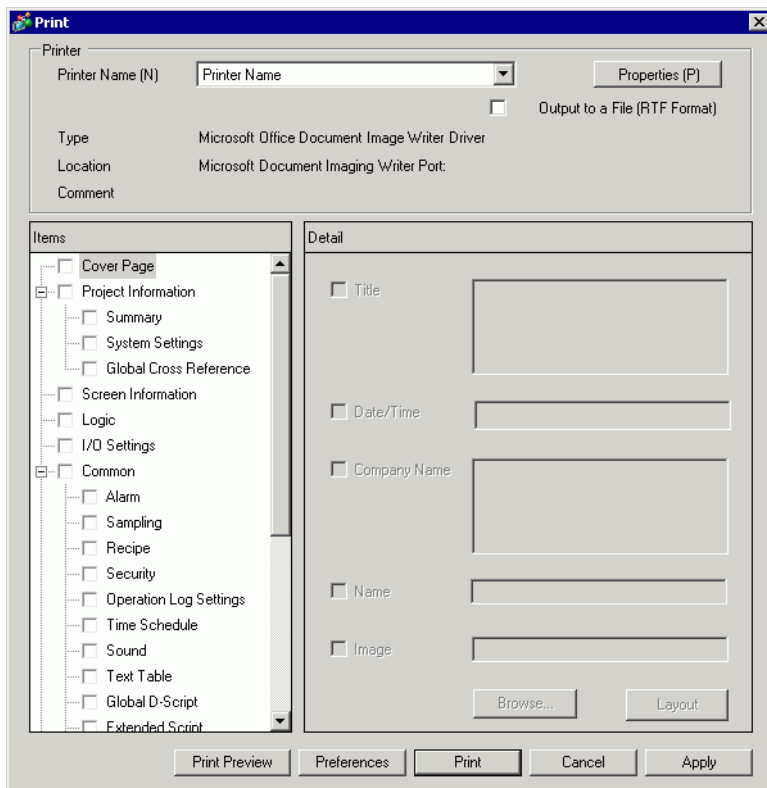 Print
Printer
Printer Name (N)
Printer Name
Properties (P)
Output to a File (RTF Format)
Type
Microsoft Office Document Image Writer Driver
Location
Microsoft Document Imaging Writer Port:
Comment
Items
Cover Page
Project Information
Summary
System Settings
Global Cross Reference
Screen Information
Logic
I/O Settings
Common
Alarm
Sampling
Recipe
Security
Operation Log Settings
Time Schedule
Sound
Text Table
Global D-Script
Extended Script
Detail
Title
Date/Time
Company Name
Name
Image
Browse...
Layout
Print Preview
Preferences
Print
Cancel
Apply